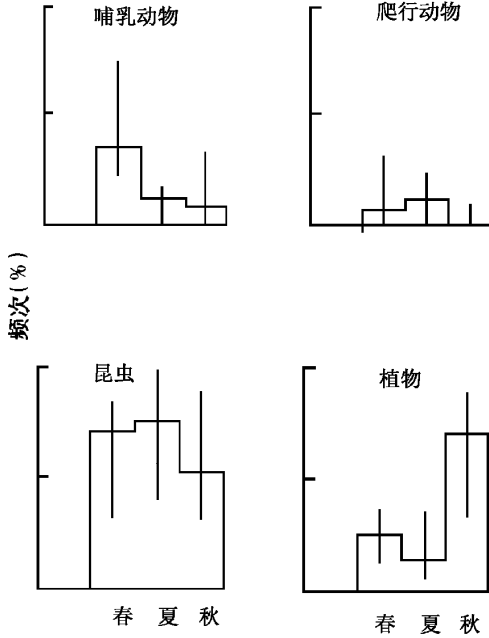 哺乳动物
爬行动物
频次(%)
昆虫
植物
春 夏 秋
春 夏 秋